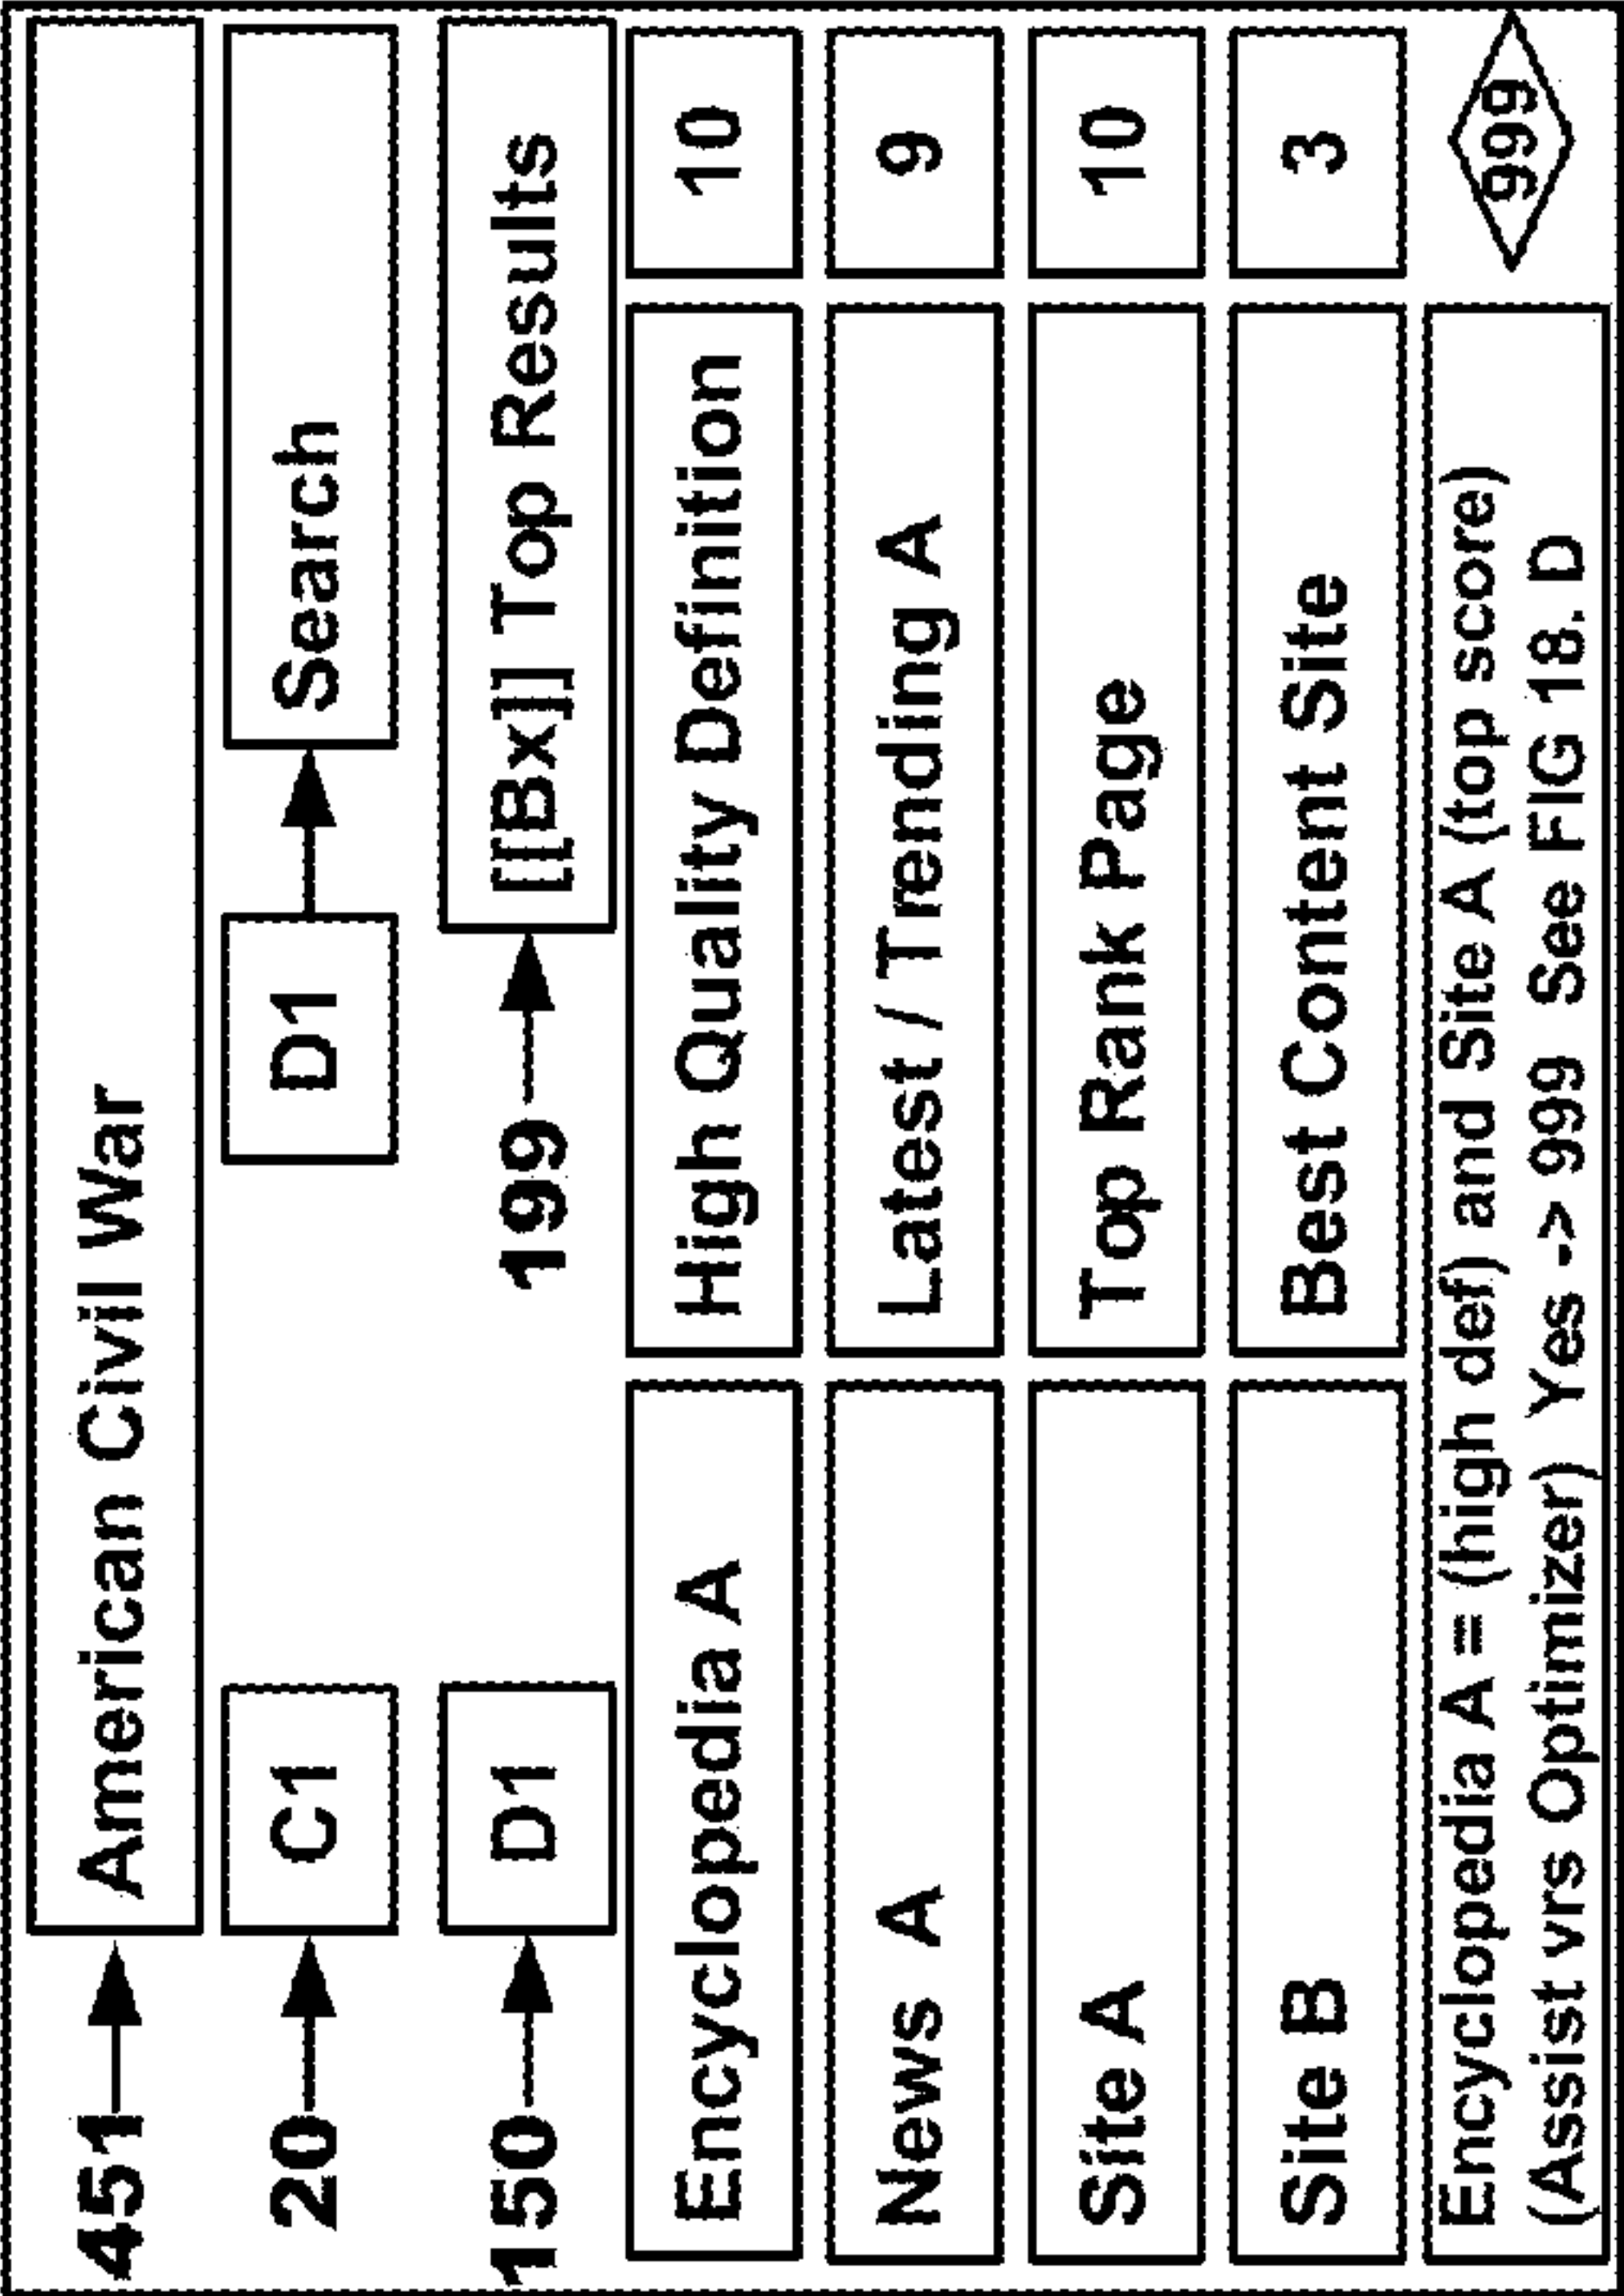 451 American Civil War
20 C1 D1 Search
150 D1 199 [[Bx]] Top Results
Encyclopedia A High Quality Definition 10
News A Latest / Trending A 9
Site A Top Rank Page 10
Site B Best Content Site 3
Encyclopedia A = (high def) and Site A (top score)
(Assist vrs Optimizer) Yes -> 999 See FIG 18. D
999